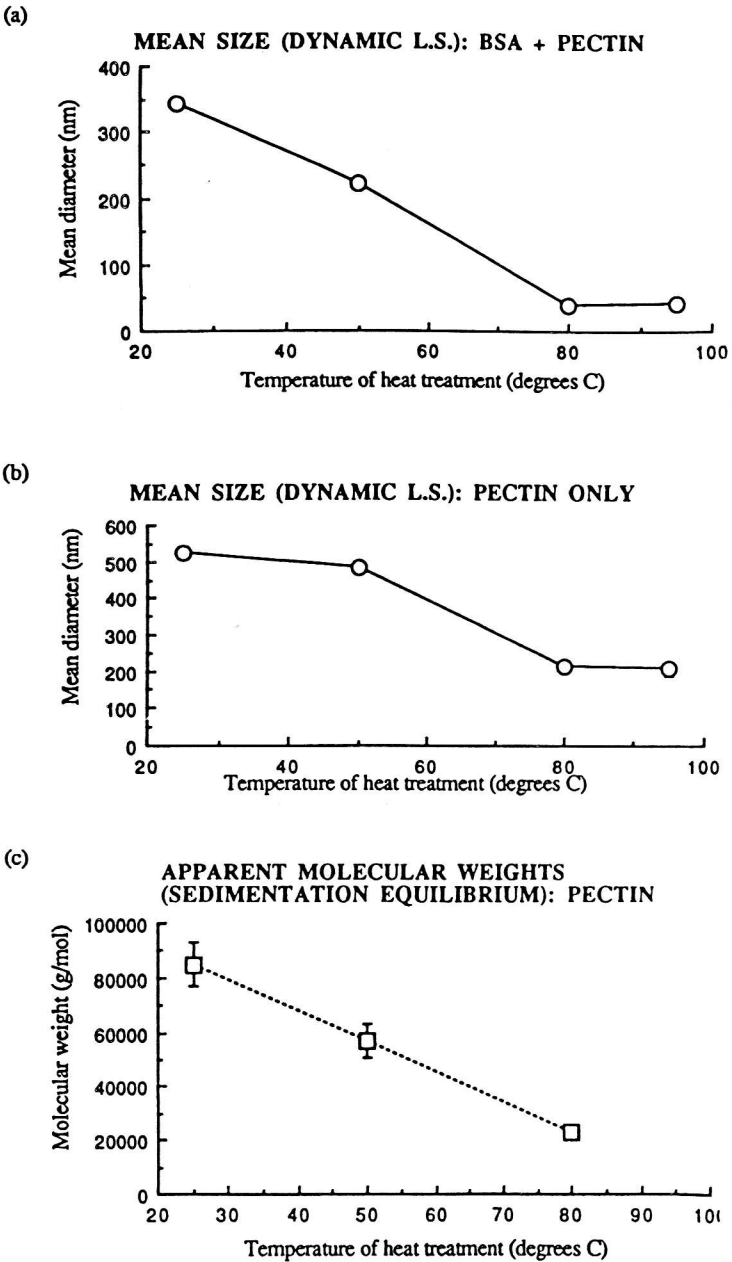 (a)
MEAN SIZE (DYNAMIC L.S.): BSA + PECTIN
Mean diameter (nm)
400
300
200
100
0
20 40 60 80 100
Temperature of heat treatment (degrees C)
(b)
MEAN SIZE (DYNAMIC L.S.): PECTIN ONLY
Mean diameter (nm)
600
500
400
300
200
100
0
20 40 60 80 100
Temperature of heat treatment (degrees C)
(c)
APPARENT MOLECULAR WEIGHTS
(SEDIMENTATION EQUILIBRIUM): PECTIN
Molecular weight (g/mol)
100000
80000
60000
40000
20000
0
20 30 40 50 60 70 80 90 10
Temperature of heat treatment (degrees C)